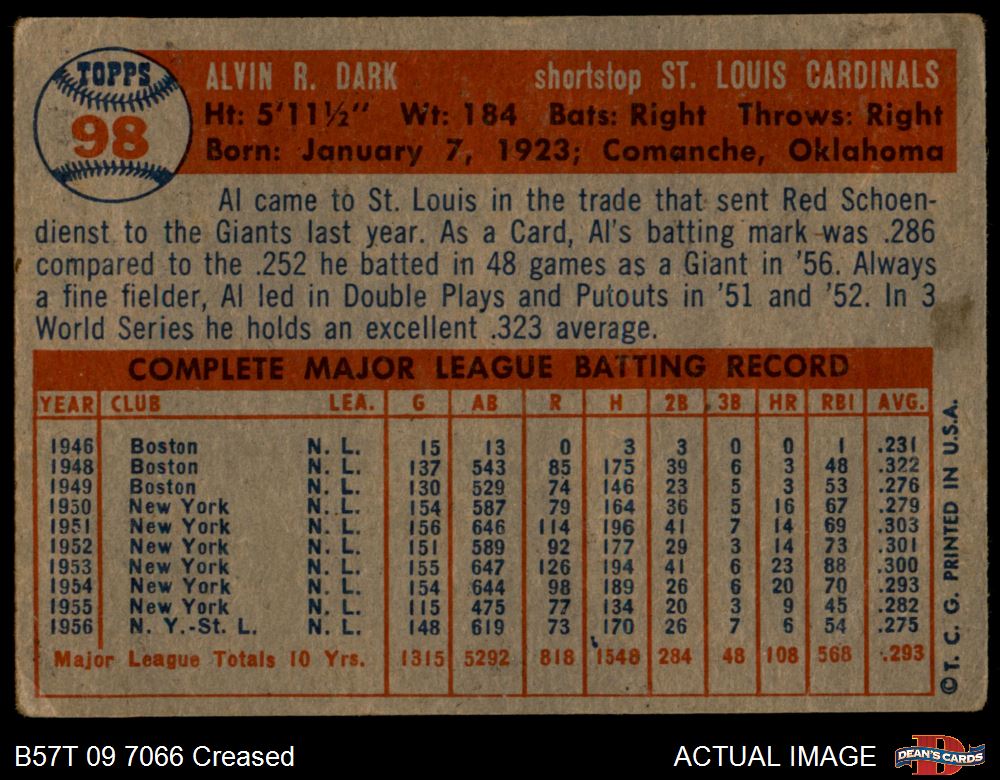 TOPPS
98
ALVIN R. DARK shortstop ST. LOUIS CARDINALS
Ht: 5'11½" Wt: 184 Bats: Right Throws: Right
Born: January 7, 1923; Comanche, Oklahoma
Al came to St. Louis in the trade that sent Red Schoen-
dienst to the Giants last year. As a Card, Al's batting mark was .286
compared to the .252 he batted in 48 games as a Giant in '56. Always
a fine fielder, Al led in Double Plays and Putouts in '51 and '52. In 3
World Series he holds an excellent .323 average.
COMPLETE MAJOR LEAGUE BATTING RECORD
YEAR CLUB LEA. G AB R H 2B 3B HR RBI AVG.
1946 Boston N. L. 15 13 0 3 3 0 0 1 .231
1948 Boston N. L. 137 543 85 175 39 6 3 48 .322
1949 Boston N. L. 130 529 74 146 23 5 3 53 .276
1950 New York N. L. 154 587 79 164 36 5 16 67 .279
1951 New York N. L. 156 646 114 196 41 7 14 69 .303
1952 New York N. L. 151 589 92 177 29 3 14 73 .301
1953 New York N. L. 155 647 126 194 41 6 23 88 .300
1954 New York N. L. 154 644 98 189 26 6 20 70 .293
1955 New York N. L. 115 475 77 134 20 3 9 45 .282
1956 N. Y.-St. L. N. L. 148 619 73 170 26 7 6 54 .275
Major League Totals 10 Yrs. 1315 5292 818 1548 284 48 108 568 .293
©T. C. G. PRINTED IN U.S.A.
B57T 09 7066 Creased ACTUAL IMAGE
DEAN'S CARDS